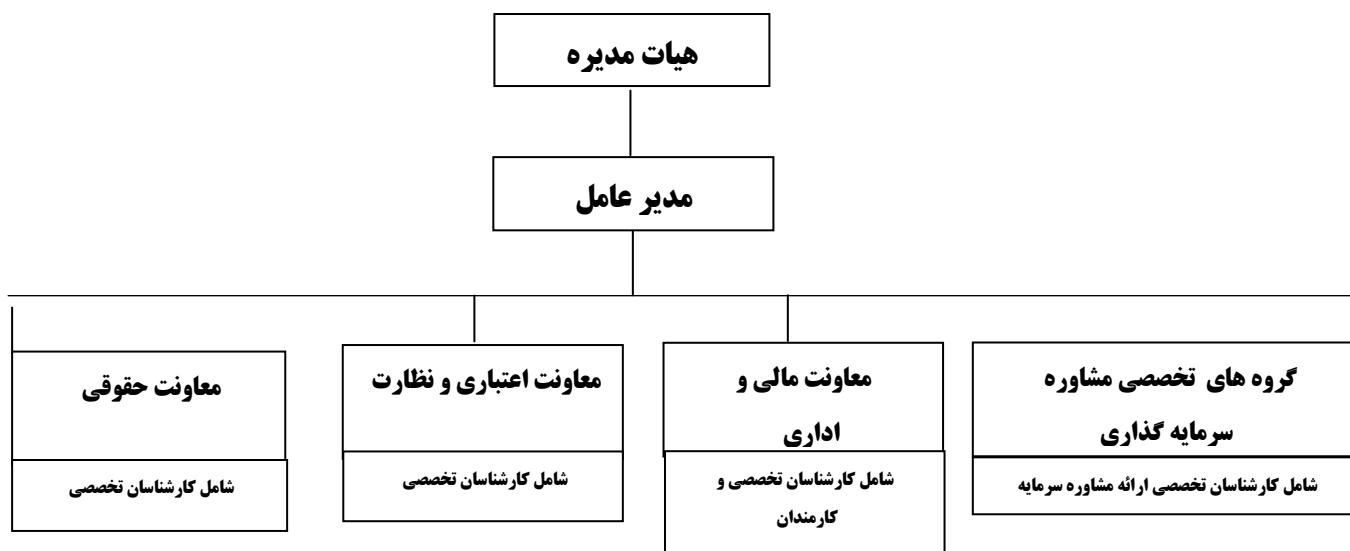 هیات مدیره
مدیر عامل
گروه های تخصصی مشاوره
سرمایه گذاری
شامل کارشناسان تخصصی ارائه مشاوره سرمایه
معاونت مالی و
اداری
شامل کارشناسان تخصصی و
کارمندان
معاونت اعتباری و نظارت
شامل کارشناسان تخصصی
معاونت حقوقی
شامل کارشناسان تخصصی